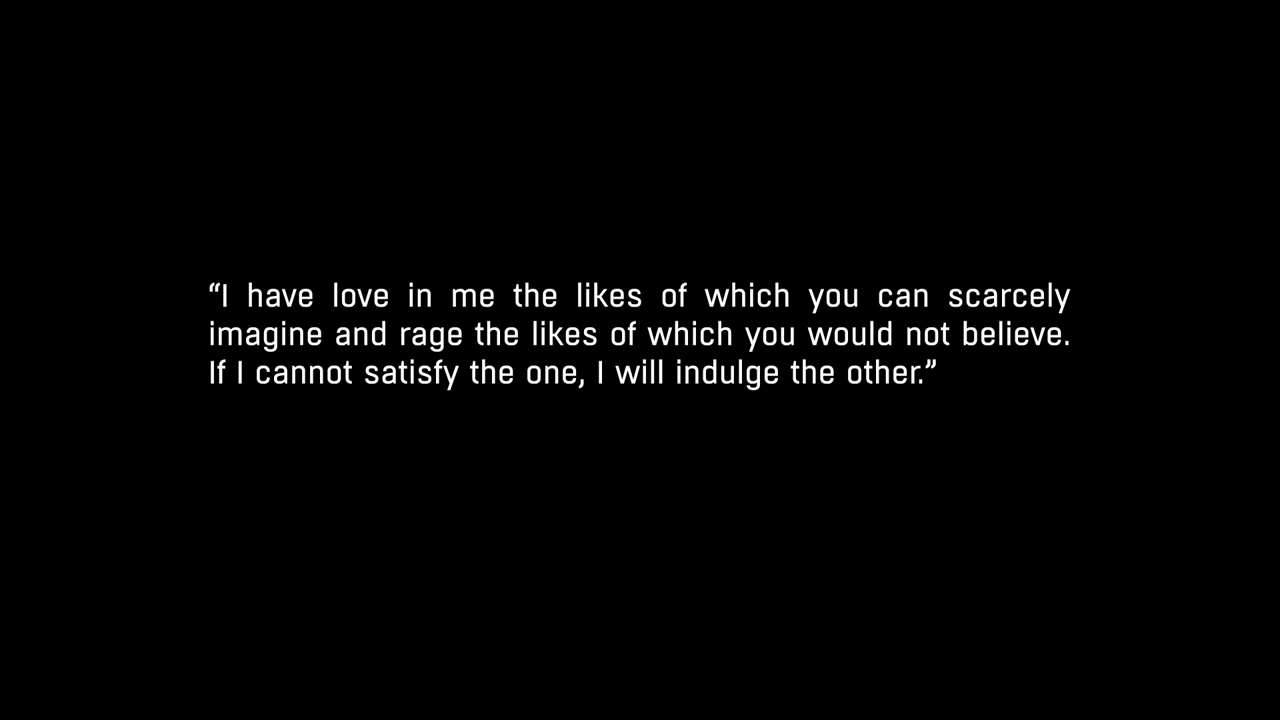 “I have love in me the likes of which you can scarcely
imagine and rage the likes of which you would not believe.
If I cannot satisfy the one, I will indulge the other.”